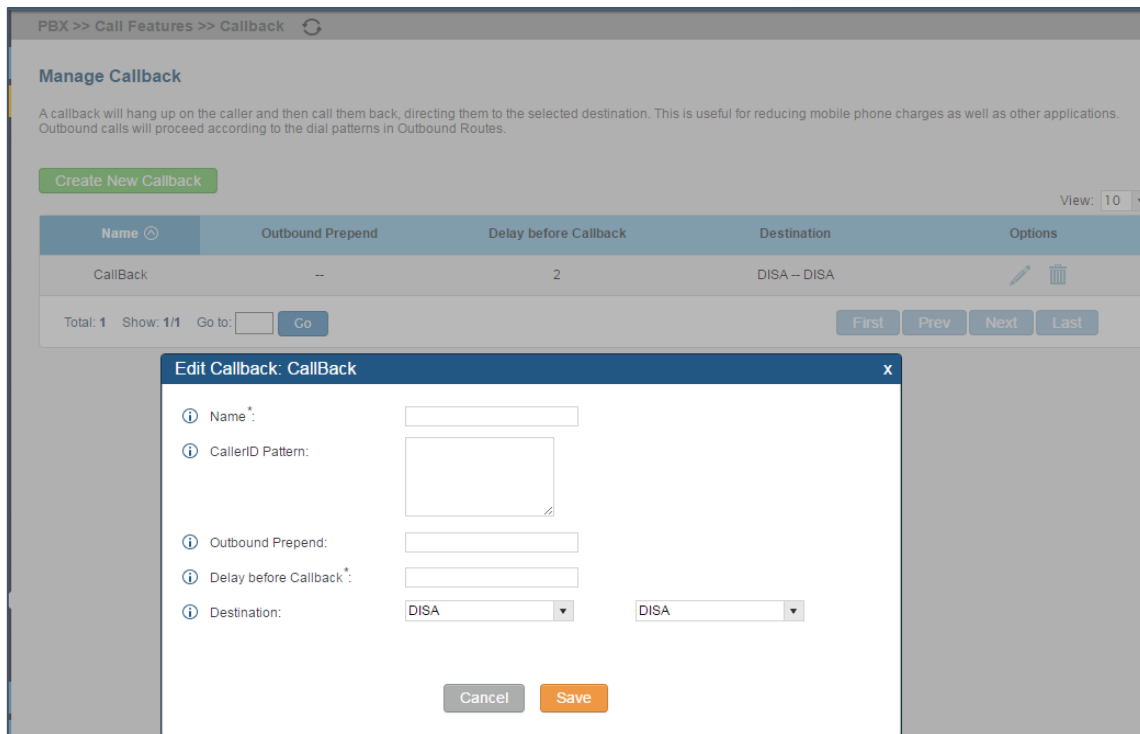 PBX >> Call Features >> Callback
Manage Callback
A callback will hang up on the caller and then call them back, directing them to the selected destination. This is useful for reducing mobile phone charges as well as other applications.
Outbound calls will proceed according to the dial patterns in Outbound Routes.
Create New Callback
View: 10
Name Outbound Prepend Delay before Callback Destination Options
CallBack -- 2 DISA -- DISA
Total: 1 Show: 1/1 Go to: Go First Prev Next Last
Edit Callback: CallBack x
Name*:
CallerID Pattern:
Outbound Prepend:
Delay before Callback*:
Destination: DISA DISA
Cancel Save